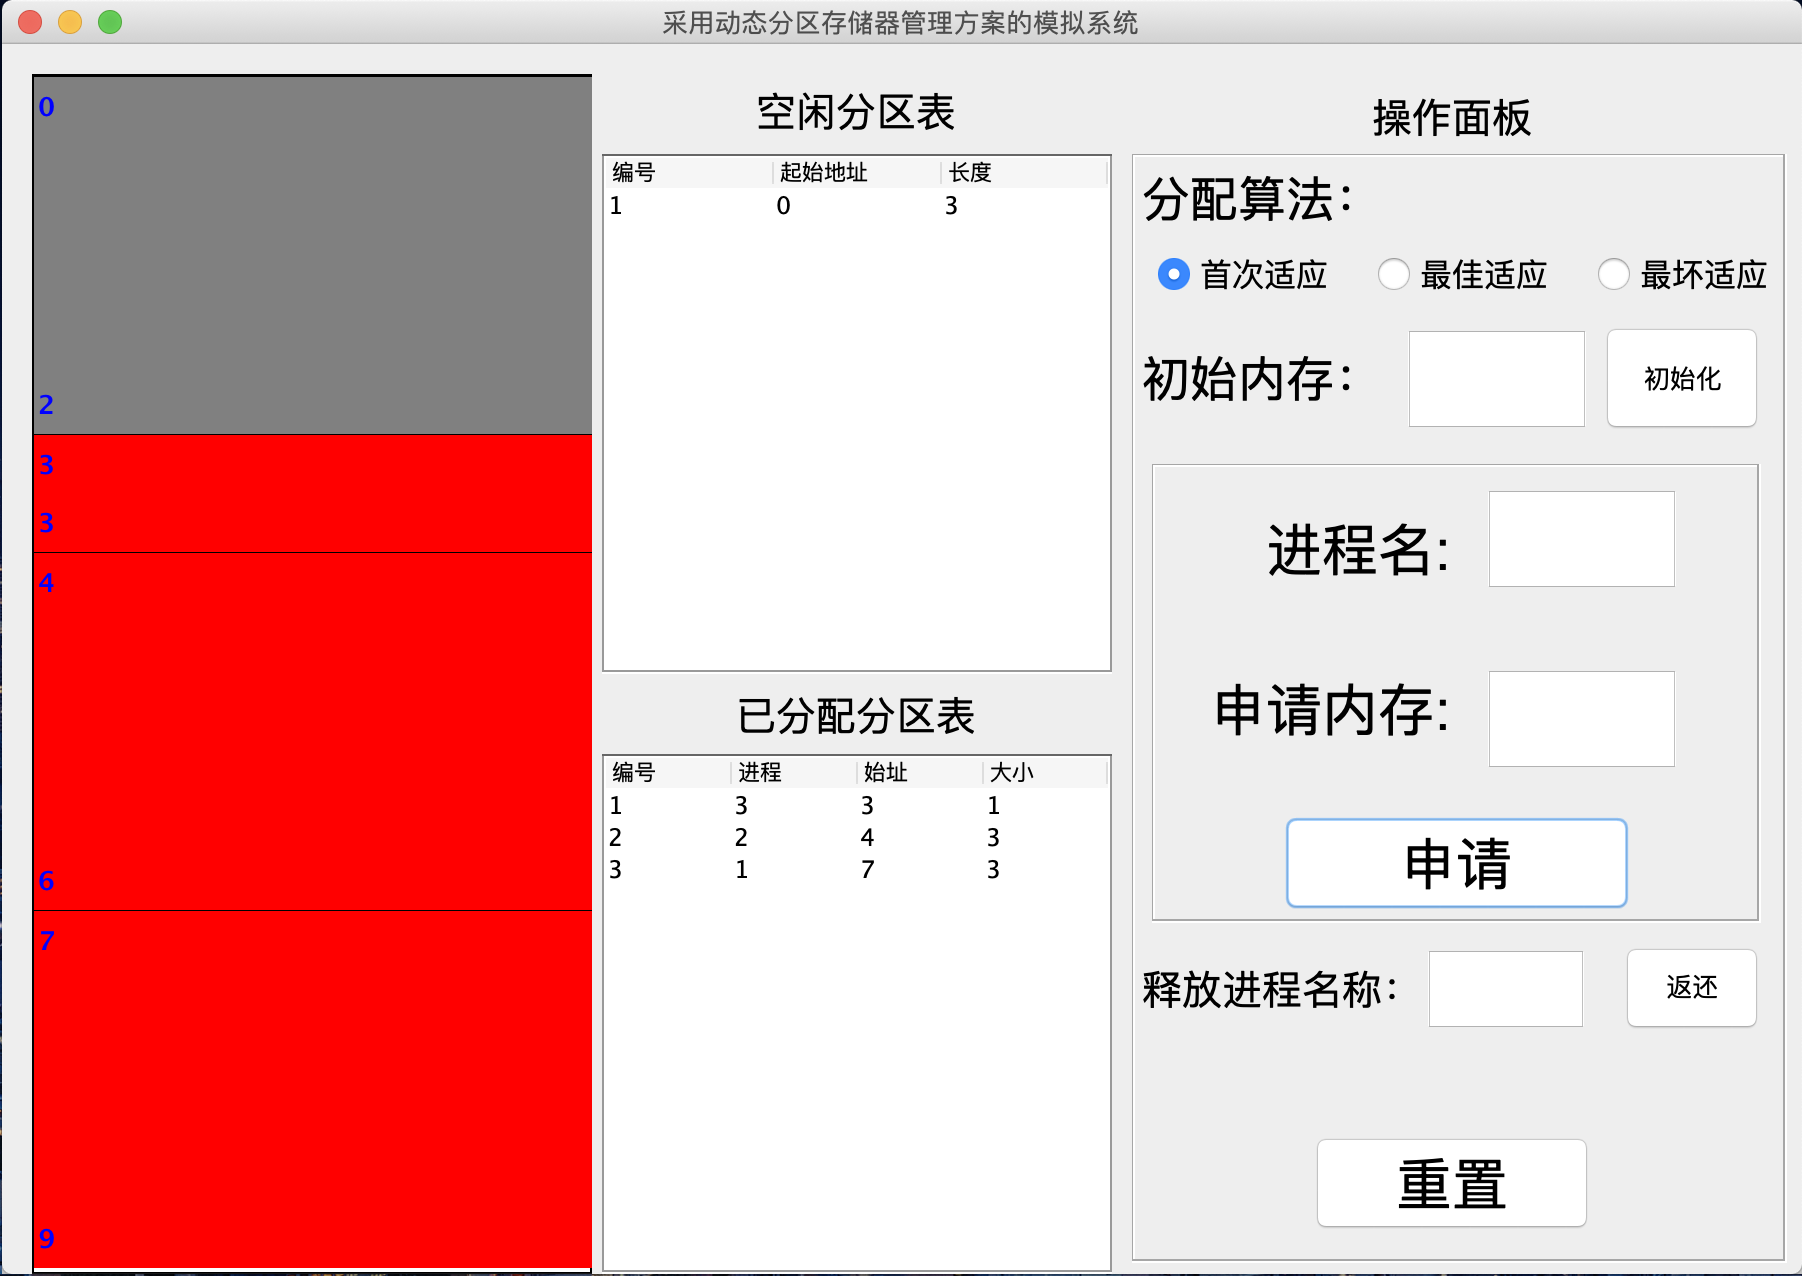 采用动态分区存储器管理方案的模拟系统
0
2
3
3
4
6
7
9
空闲分区表
编号 起始地址 长度
1 0 3
已分配分区表
编号 进程 始址 大小
1 3 3 1
2 2 4 3
3 1 7 3
操作面板
分配算法：
首次适应 最佳适应 最坏适应
初始内存： 初始化
进程名:
申请内存:
申请
释放进程名称： 返还
重置